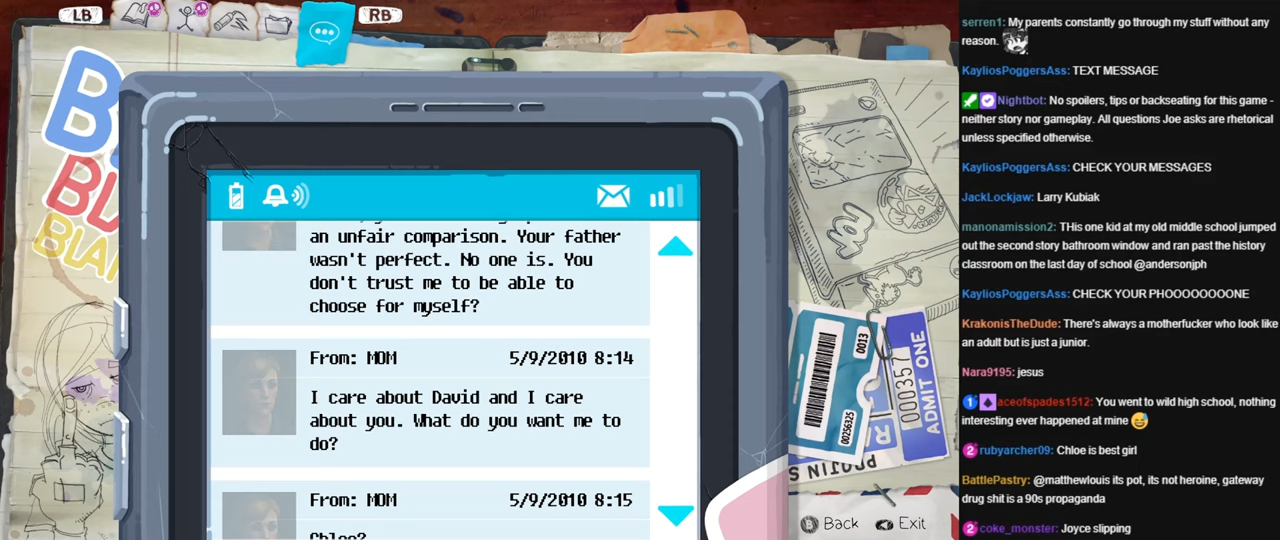 LB
RB
B
BL
BLAI
an unfair comparison. Your father
wasn't perfect. No one is. You
don't trust me to be able to
choose for myself?
From: MOM 5/9/2010 8:14
I care about David and I care
about you. What do you want me to
do?
From: MOM 5/9/2010 8:15
Chloe?
0013
00256325
000357
ADMIT ONE
B Back
Exit
serren1: My parents constantly go through my stuff without any
reason.
KayliosPoggersAss: TEXT MESSAGE
Nightbot: No spoilers, tips or backseating for this game -
neither story nor gameplay. All questions Joe asks are rhetorical
unless specified otherwise.
KayliosPoggersAss: CHECK YOUR MESSAGES
JackLockjaw: Larry Kubiak
manonamission2: THis one kid at my old middle school jumped
out the second story bathroom window and ran past the history
classroom on the last day of school @andersonjph
KayliosPoggersAss: CHECK YOUR PHOOOOOOOONE
KrakonisTheDude: There's always a motherfucker who look like
an adult but is just a junior.
Nara9195: jesus
1 aceofspades1512: You went to wild high school, nothing
interesting ever happened at mine
2 rubyarcher09: Chloe is best girl
BattlePastry: @matthewlouis its pot, its not heroine, gateway
drug shit is a 90s propaganda
2 coke_monster: Joyce slipping